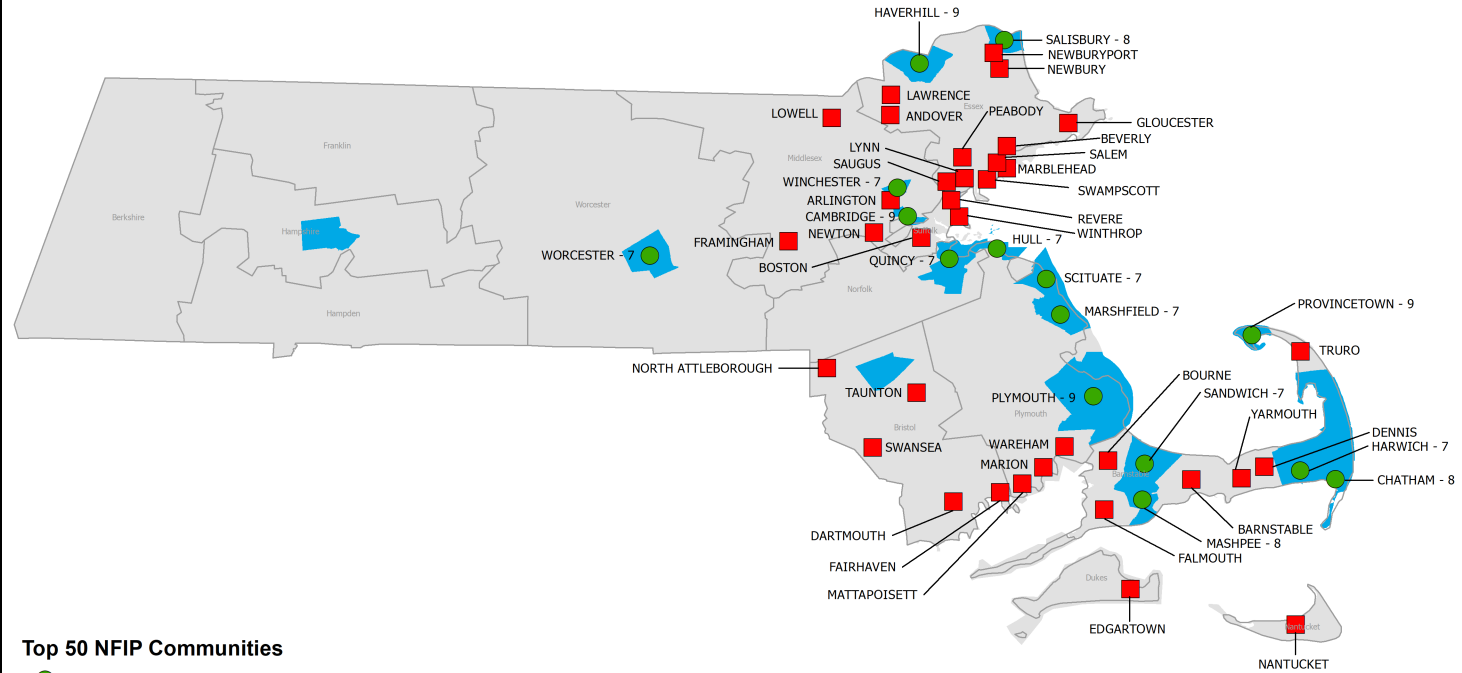 HAVERHILL - 9
SALISBURY - 8
NEWBURYPORT
NEWBURY
LAWRENCE
Essex
PEABODY
LOWELL
ANDOVER
GLOUCESTER
BEVERLY
Franklin
LYNN
SALEM
Middlesex
SAUGUS
MARBLEHEAD
WINCHESTER - 7
SWAMPSCOTT
ARLINGTON
Worcester
Berkshire
CAMBRIDGE - 9
REVERE
Hampshire
NEWTON
Suffolk
WINTHROP
FRAMINGHAM
HULL - 7
WORCESTER - 7
BOSTON
QUINCY - 7
SCITUATE - 7
Norfolk
PROVINCETOWN - 9
Hampden
MARSHFIELD - 7
TRURO
NORTH ATTLEBOROUGH
BOURNE
TAUNTON
SANDWICH -7
PLYMOUTH - 9
Plymouth
YARMOUTH
Bristol
DENNIS
SWANSEA
WAREHAM
HARWICH - 7
MARION
Barnstable
CHATHAM - 8
BARNSTABLE
DARTMOUTH
MASHPEE - 8
FALMOUTH
FAIRHAVEN
Dukes
MATTAPOISETT
EDGARTOWN
Nantucket
Top 50 NFIP Communities
NANTUCKET